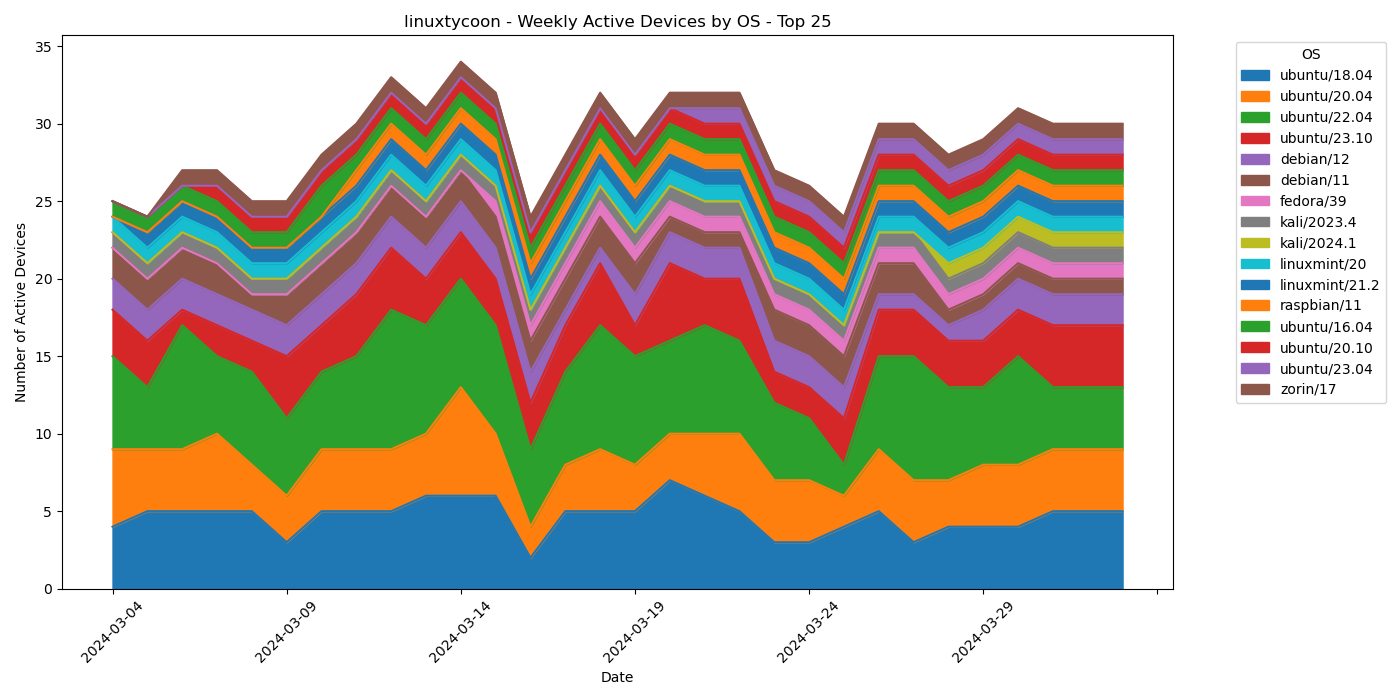 linuxtycoon - Weekly Active Devices by OS - Top 25
35
30
25
20
15
10
5
0
Number of Active Devices
2024-03-04
2024-03-09
2024-03-14
2024-03-19
2024-03-24
2024-03-29
Date
OS
ubuntu/18.04
ubuntu/20.04
ubuntu/22.04
ubuntu/23.10
debian/12
debian/11
fedora/39
kali/2023.4
kali/2024.1
linuxmint/20
linuxmint/21.2
raspbian/11
ubuntu/16.04
ubuntu/20.10
ubuntu/23.04
zorin/17